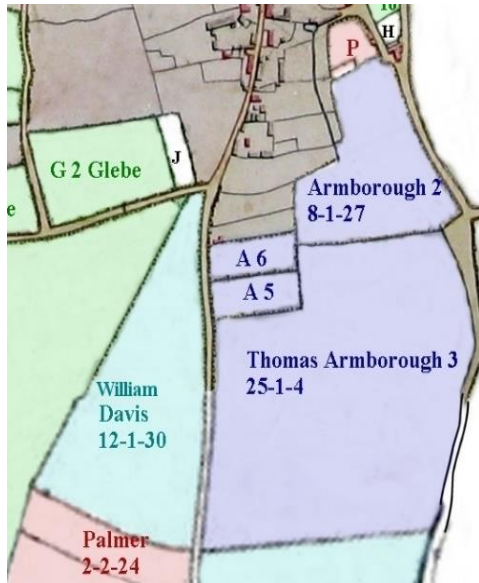 H
P
J
G 2 Glebe
e
Armborough 2
8-1-27
A 6
A 5
Thomas Armborough 3
25-1-4
William
Davis
12-1-30
Palmer
2-2-24